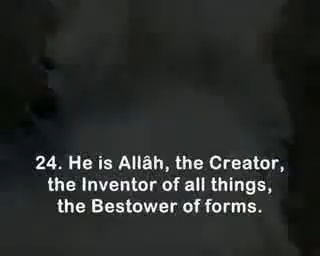 24. He is Allâh, the Creator,
the Inventor of all things,
the Bestower of forms.